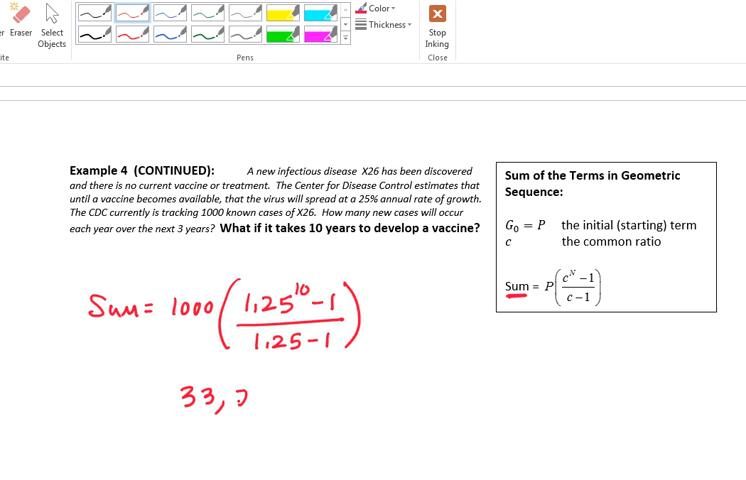 Eraser
Select
Objects
Color
Thickness
Stop
Inking
Pens
Close
Example 4 (CONTINUED): A new infectious disease X26 has been discovered
and there is no current vaccine or treatment. The Center for Disease Control estimates that
until a vaccine becomes available, that the virus will spread at a 25% annual rate of growth.
The CDC currently is tracking 1000 known cases of X26. How many new cases will occur
each year over the next 3 years? What if it takes 10 years to develop a vaccine?
Sum of the Terms in Geometric
Sequence:
G₀ = P the initial (starting) term
c the common ratio
Sum = P(cᴺ −1 / c −1)
Sum = 1000 (1.25¹⁰ − 1 / 1.25 − 1)
33,